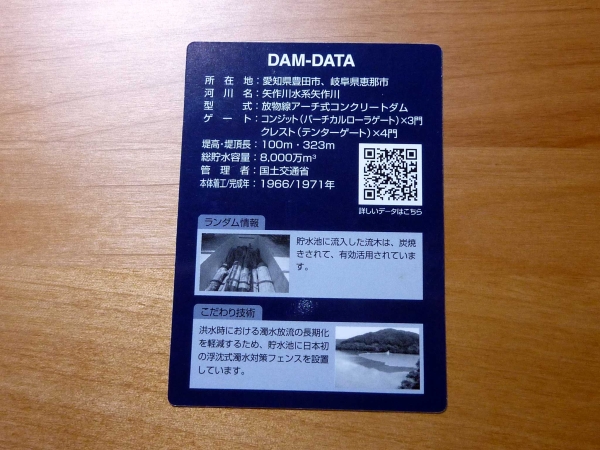 DAM-DATA
所在地：愛知県豊田市、岐阜県恵那市
河川名：矢作川水系矢作川
型式：放物線アーチ式コンクリートダム
ゲート：コンジット（バーチカルローラゲート）×3門
クレスト（テンターゲート）×4門
堤高・堤頂長：100m・323m
総貯水容量：8,000万m³
管理者：国土交通省
本体着工/完成年：1966/1971年
詳しいデータはこちら
ランダム情報
貯水池に流入した流木は、炭焼
きされて、有効活用されていま
す。
こだわり技術
洪水時における濁水放流の長期化
を軽減するため、貯水池に日本初
の浮沈式濁水対策フェンスを設置
しています。